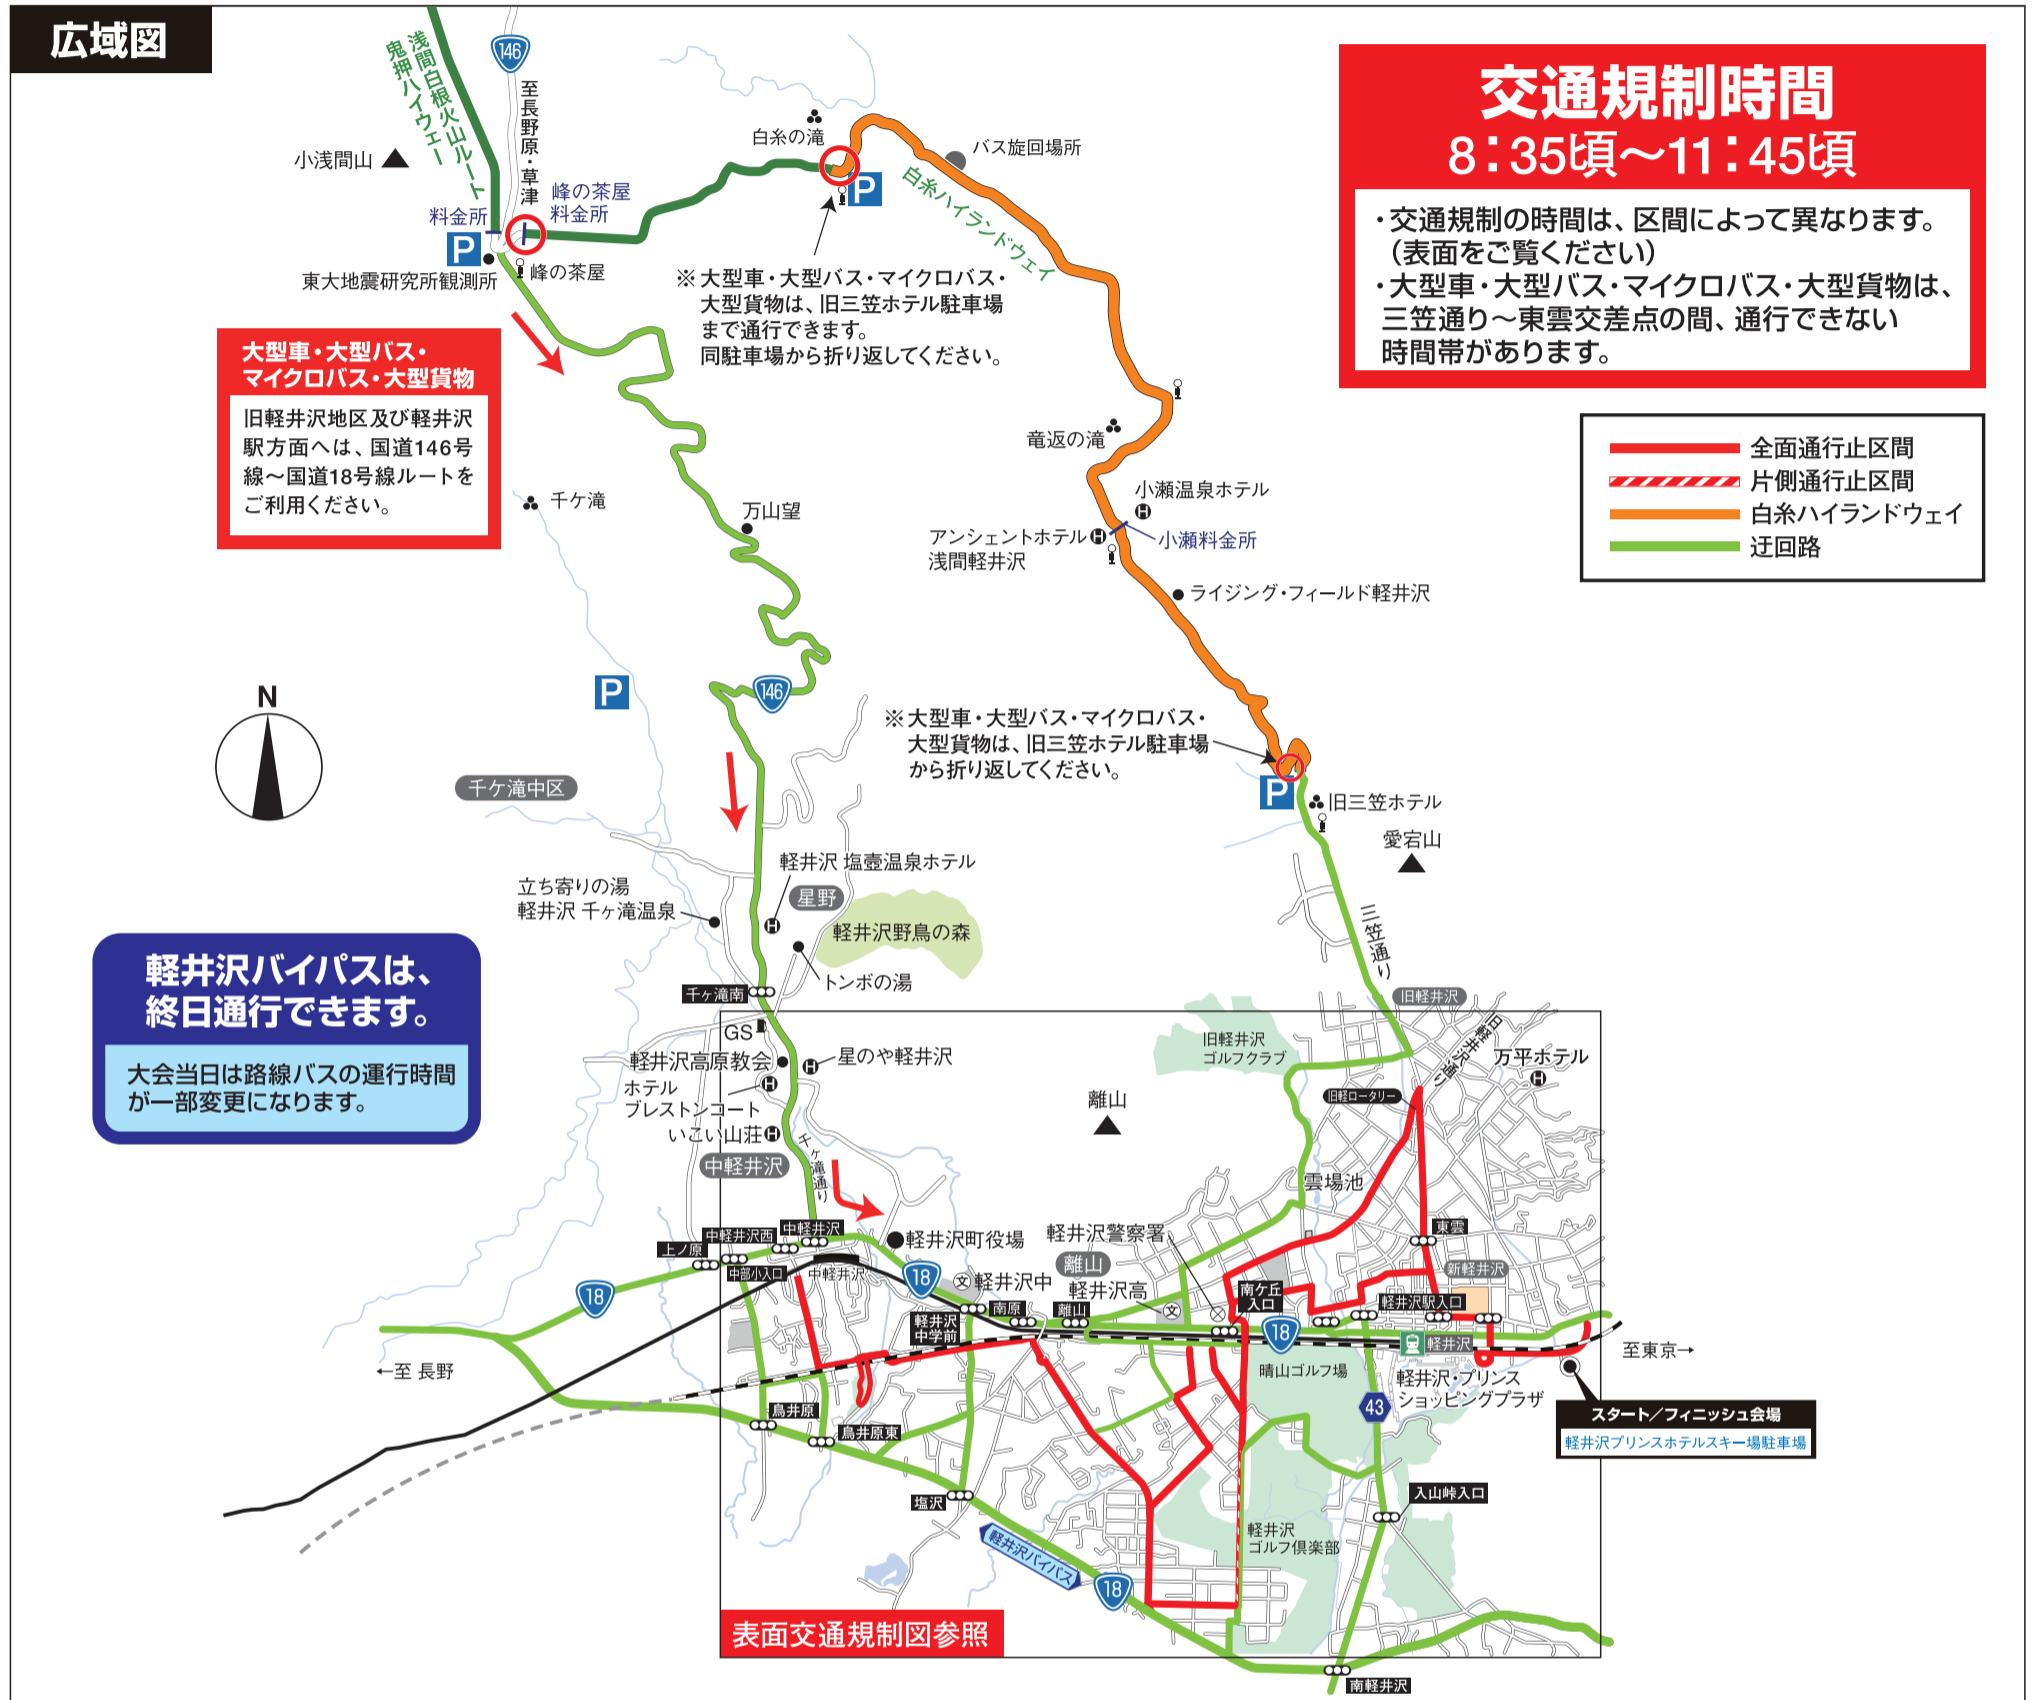 広域図
交通規制時間
8：35頃〜11：45頃
・交通規制の時間は、区間によって異なります。
（表面をご覧ください）
・大型車・大型バス・マイクロバス・大型貨物は、
三笠通り〜東雲交差点の間、通行できない
時間帯があります。
全面通行止区間
片側通行止区間
白糸ハイランドウェイ
迂回路
浅間白根火山ルート
鬼押ハイウェー
146
至長野原・草津
小浅間山
料金所
峰の茶屋
料金所
P
東大地震研究所観測所
峰の茶屋
白糸の滝
P
バス旋回場所
白糸ハイランドウェイ
※大型車・大型バス・マイクロバス・
大型貨物は、旧三笠ホテル駐車場
まで通行できます。
同駐車場から折り返してください。
大型車・大型バス・
マイクロバス・大型貨物
旧軽井沢地区及び軽井沢
駅方面へは、国道146号
線〜国道18号線ルートを
ご利用ください。
千ケ滝
万山望
竜返の滝
小瀬温泉ホテル
H
アンシェントホテル
浅間軽井沢
H
小瀬料金所
ライジング・フィールド軽井沢
N
P
146
※大型車・大型バス・マイクロバス・
大型貨物は、旧三笠ホテル駐車場
から折り返してください。
P
旧三笠ホテル
愛宕山
三笠通り
千ケ滝中区
軽井沢 塩壺温泉ホテル
H
星野
立ち寄りの湯
軽井沢 千ヶ滝温泉
軽井沢野鳥の森
トンボの湯
千ヶ滝南
軽井沢バイパスは、
終日通行できます。
大会当日は路線バスの運行時間
が一部変更になります。
GS
軽井沢高原教会
星のや軽井沢
H
ホテル
ブレストンコート
H
いこい山荘
H
中軽井沢
千ヶ滝通り
旧軽井沢
旧軽井沢
ゴルフクラブ
旧軽井沢通り
万平ホテル
H
旧軽ロータリー
離山
雲場池
東雲
新軽井沢
中軽井沢西
中軽井沢
上ノ原
中部小入口
中軽井沢
軽井沢町役場
18
18
文
軽井沢中
軽井沢警察署
離山
軽井沢高
文
南原
離山
軽井沢
中学前
南ケ丘
入口
18
軽井沢駅入口
軽井沢
←至 長野
至東京→
晴山ゴルフ場
軽井沢・プリンス
ショッピングプラザ
43
スタート／フィニッシュ会場
軽井沢プリンスホテルスキー場駐車場
鳥井原
鳥井原東
塩沢
入山峠入口
軽井沢
ゴルフ倶楽部
軽井沢バイパス
18
表面交通規制図参照
南軽井沢